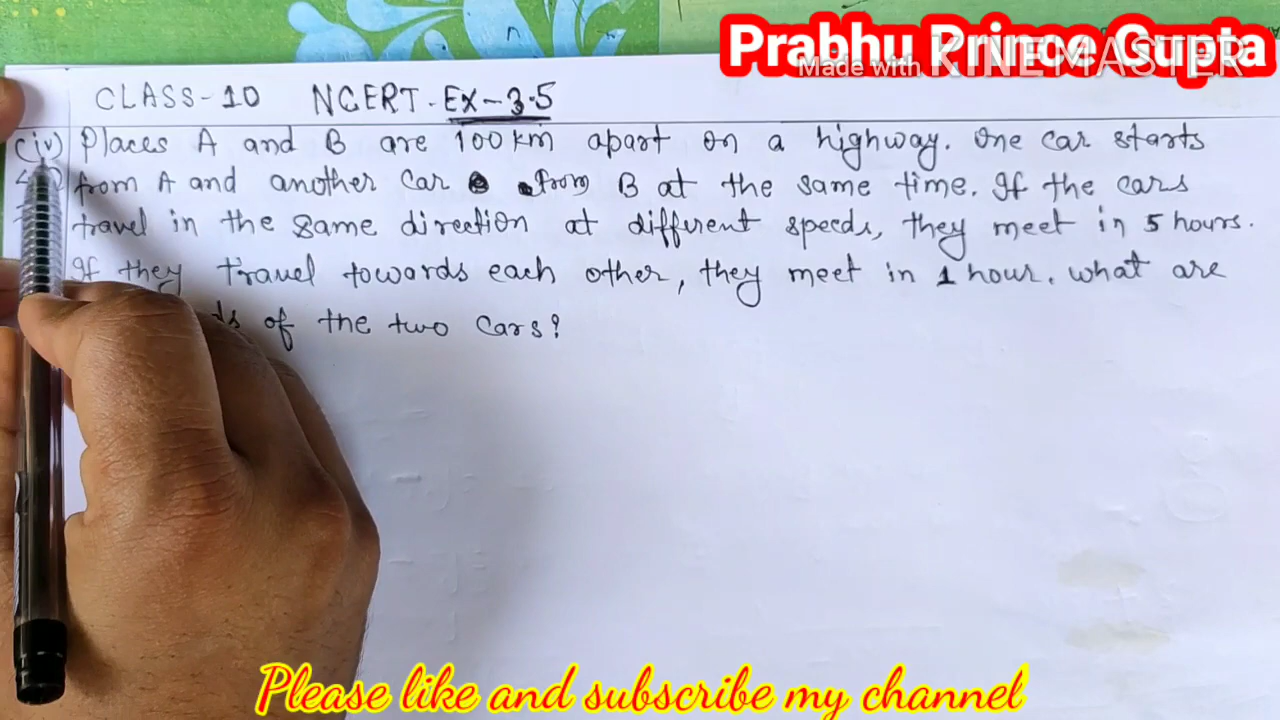 Prabhu Prince Gupta
Made with KINEMASTER
CLASS-10 NCERT-EX-3.5
(iv) Places A and B are 100 km apart on a highway. One car starts
from A and another car from B at the same time. If the cars
travel in the same direction at different speeds, they meet in 5 hours.
If they travel towards each other, they meet in 1 hour. what are
of the two cars?
Please like and subscribe my channel